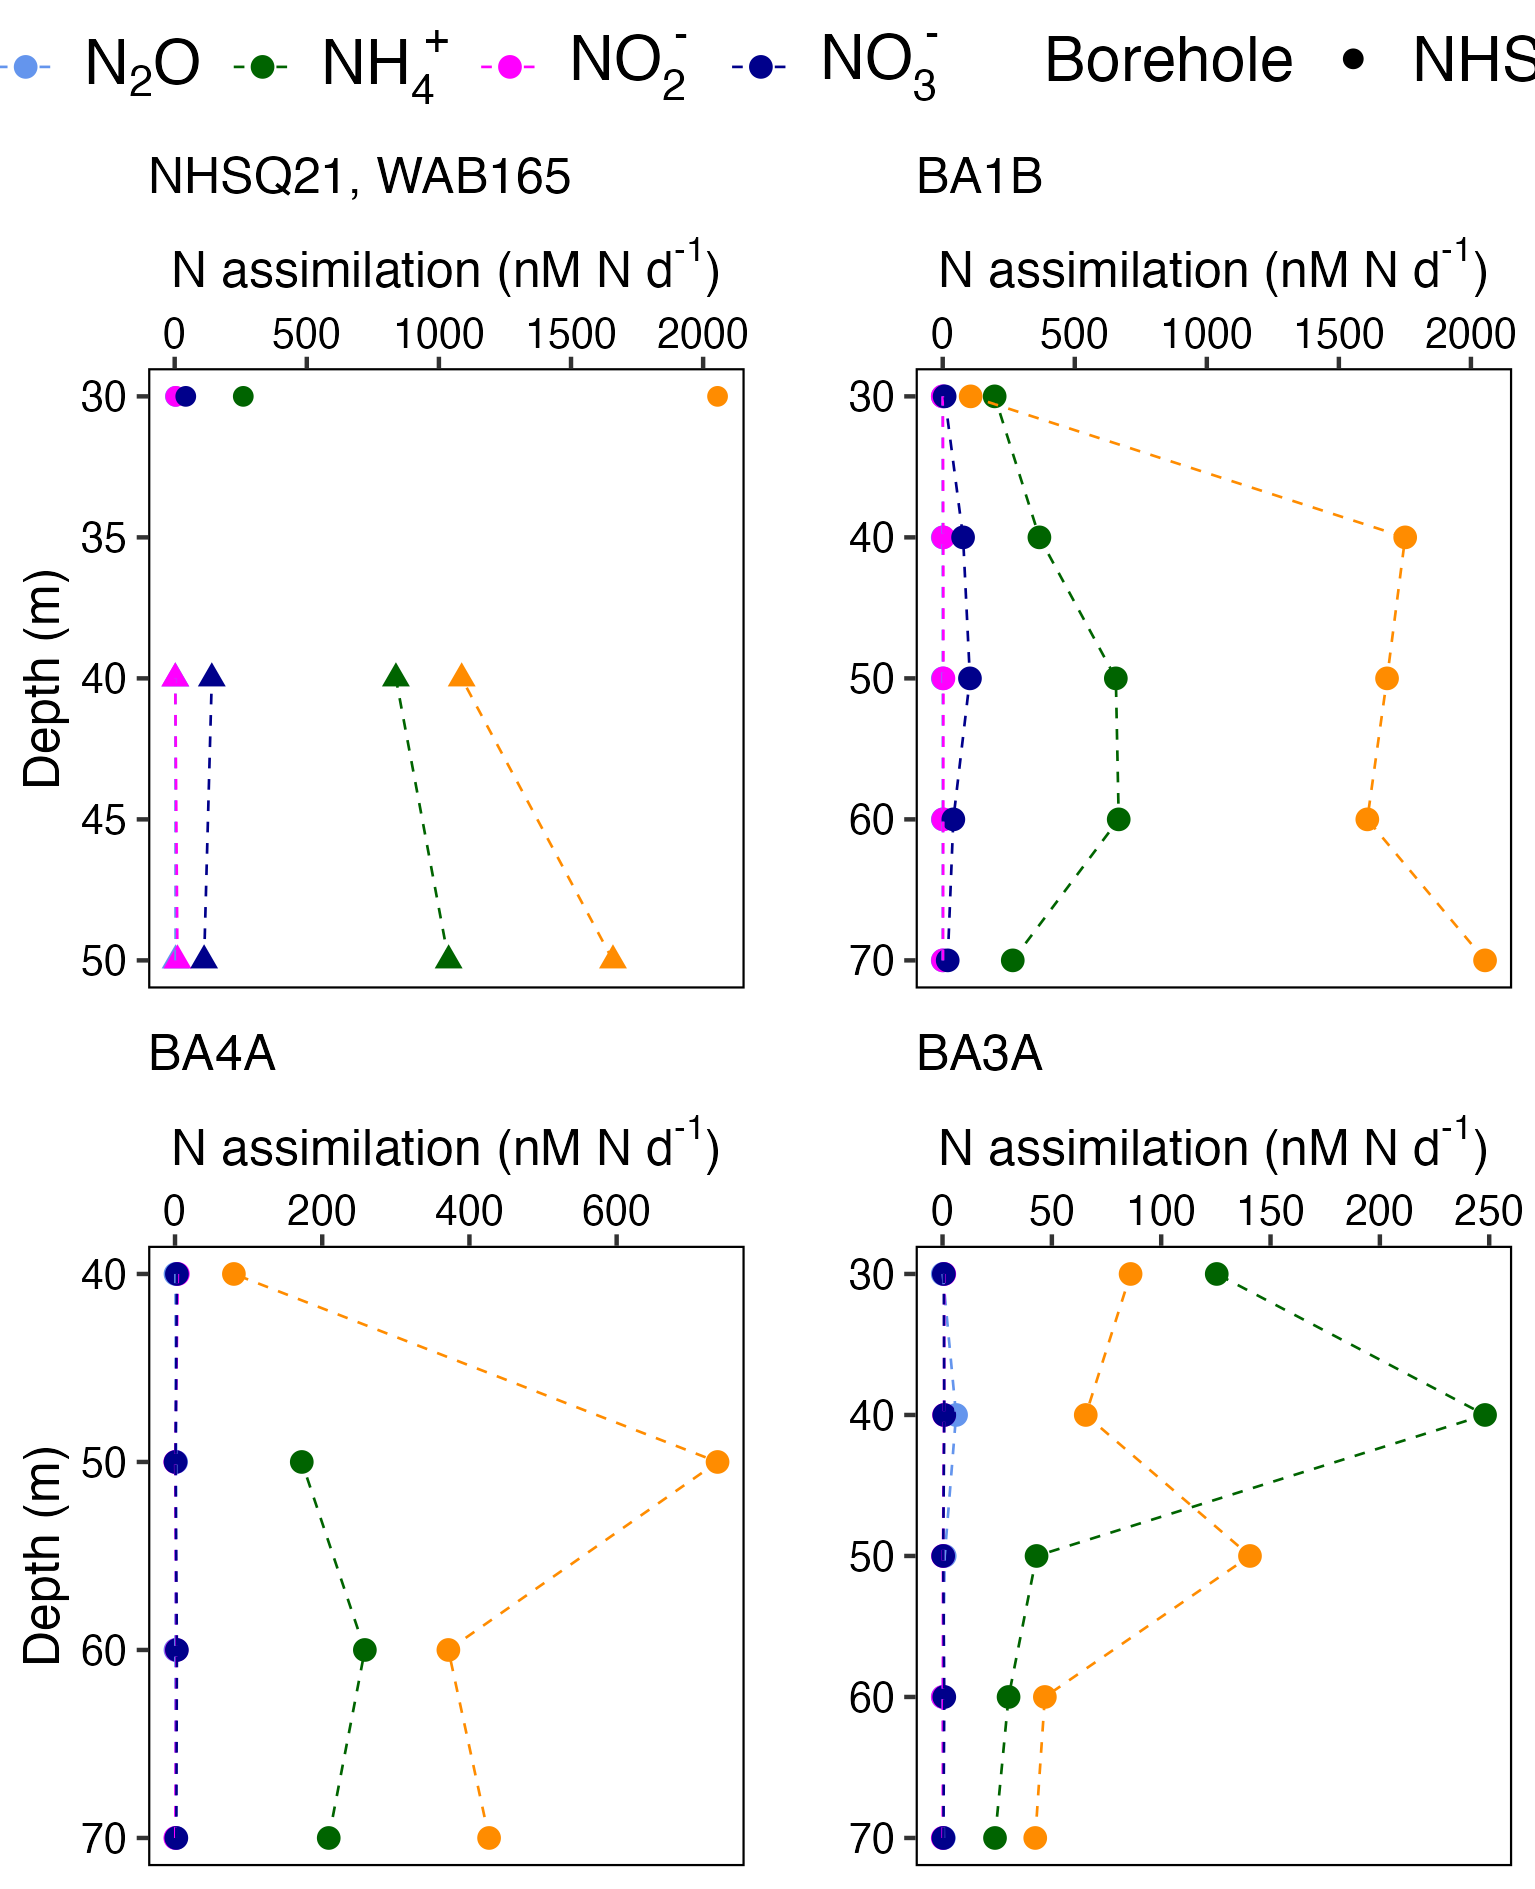 N₂O NH₄⁺ NO₂⁻ NO₃⁻ Borehole NHS
NHSQ21, WAB165 BA1B
N assimilation (nM N d⁻¹) N assimilation (nM N d⁻¹)
0 500 1000 1500 2000 0 500 1000 1500 2000
30
35
40
45
50
Depth (m)
30
40
50
60
70
BA4A BA3A
N assimilation (nM N d⁻¹) N assimilation (nM N d⁻¹)
0 200 400 600 0 50 100 150 200 250
40
50
60
70
Depth (m)
30
40
50
60
70